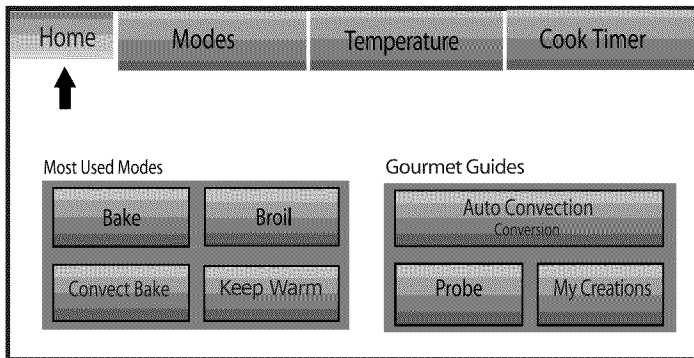 Home Modes Temperature Cook Timer
Most Used Modes
Gourmet Guides
Bake Broil
Auto Convection
Conversion
Convect Bake Keep Warm
Probe My Creations